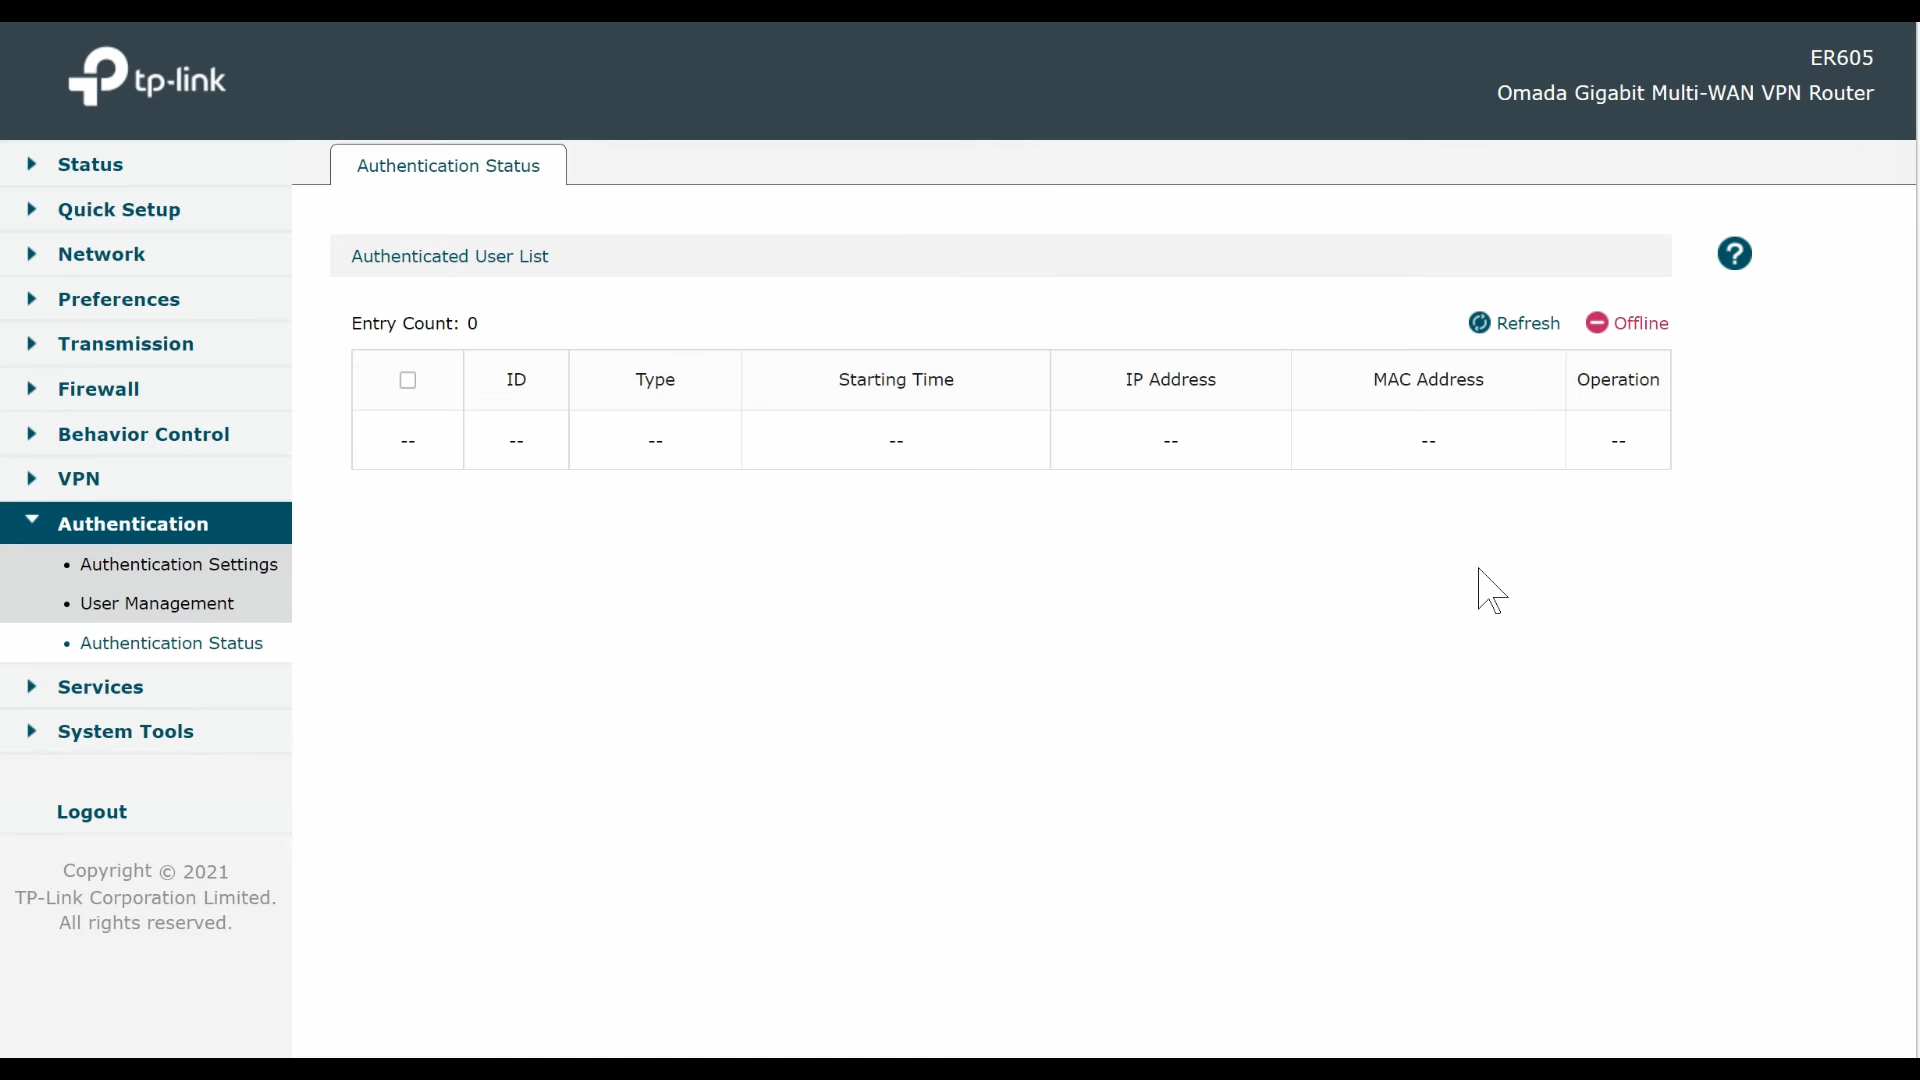 tp-link
ER605
Omada Gigabit Multi-WAN VPN Router
Status
Quick Setup
Network
Preferences
Transmission
Firewall
Behavior Control
VPN
Authentication
• Authentication Settings
• User Management
• Authentication Status
Services
System Tools
Logout
Copyright © 2021
TP-Link Corporation Limited.
All rights reserved.
Authentication Status
Authenticated User List
?
Entry Count: 0
Refresh Offline
ID Type Starting Time IP Address MAC Address Operation
-- -- -- -- -- -- --